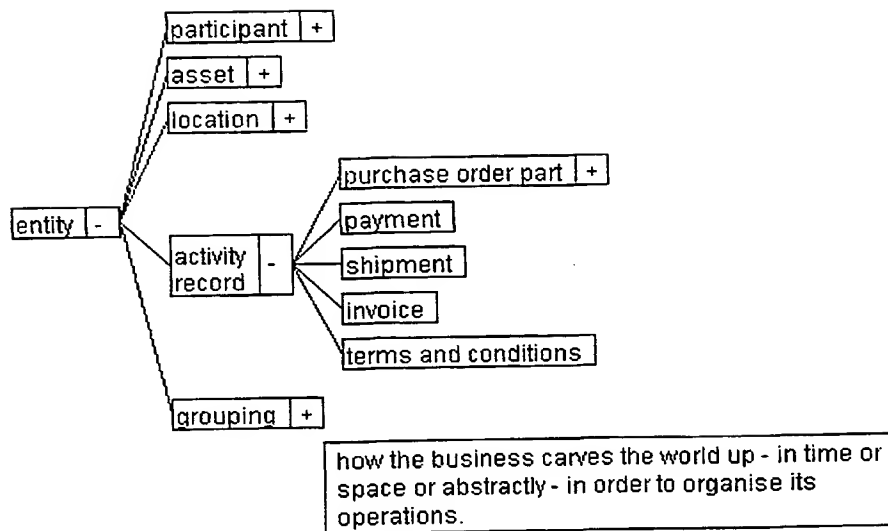 participant +
asset +
location +
purchase order part +
entity -
payment
activity
record -
shipment
invoice
terms and conditions
grouping +
how the business carves the world up - in time or
space or abstractly - in order to organise its
operations.